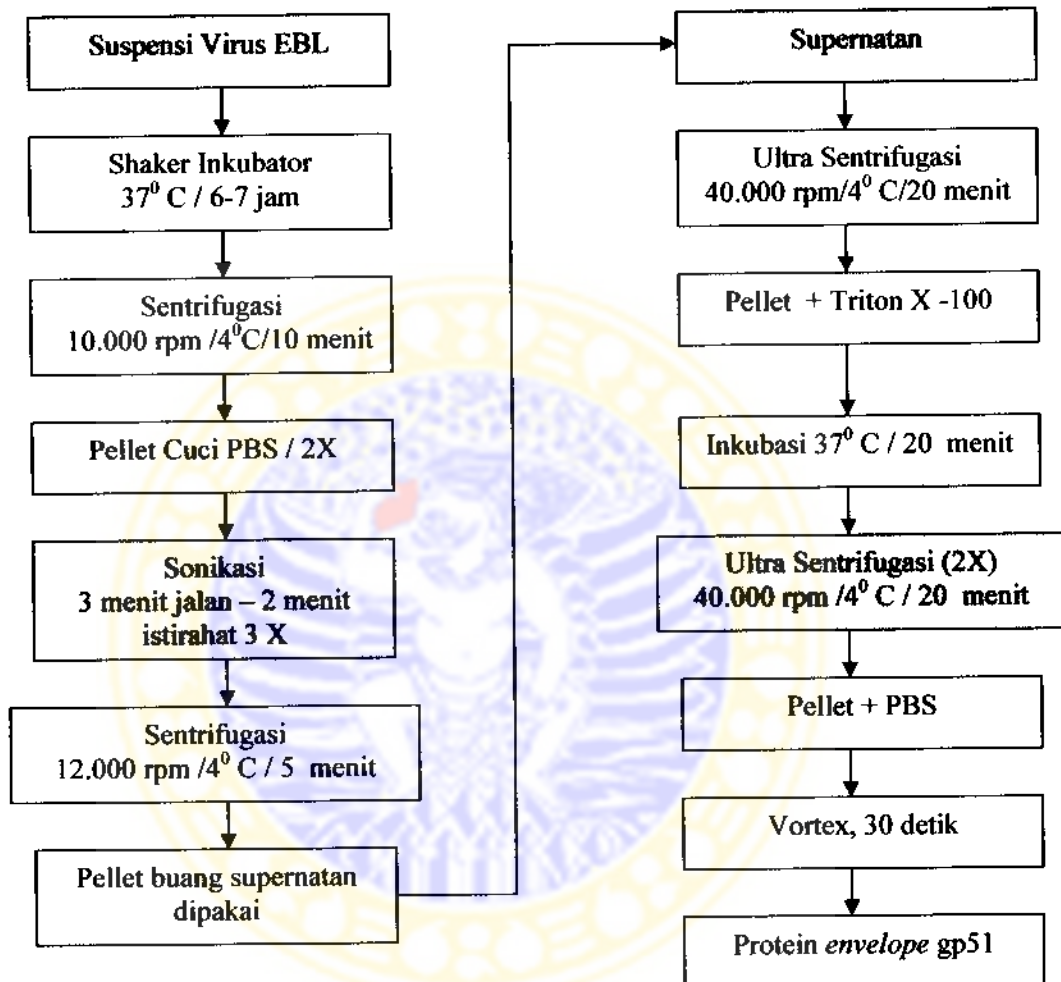 Suspensi Virus EBL
Shaker Inkubator
37⁰ C / 6-7 jam
Sentrifugasi
10.000 rpm /4⁰C/10 menit
Pellet Cuci PBS / 2X
Sonikasi
3 menit jalan – 2 menit
istirahat 3 X
Sentrifugasi
12.000 rpm /4⁰ C / 5 menit
Pellet buang supernatan
dipakai
Supernatan
Ultra Sentrifugasi
40.000 rpm/4⁰ C/20 menit
Pellet + Triton X -100
Inkubasi 37⁰ C / 20 menit
Ultra Sentrifugasi (2X)
40.000 rpm /4⁰ C / 20 menit
Pellet + PBS
Vortex, 30 detik
Protein envelope gp51